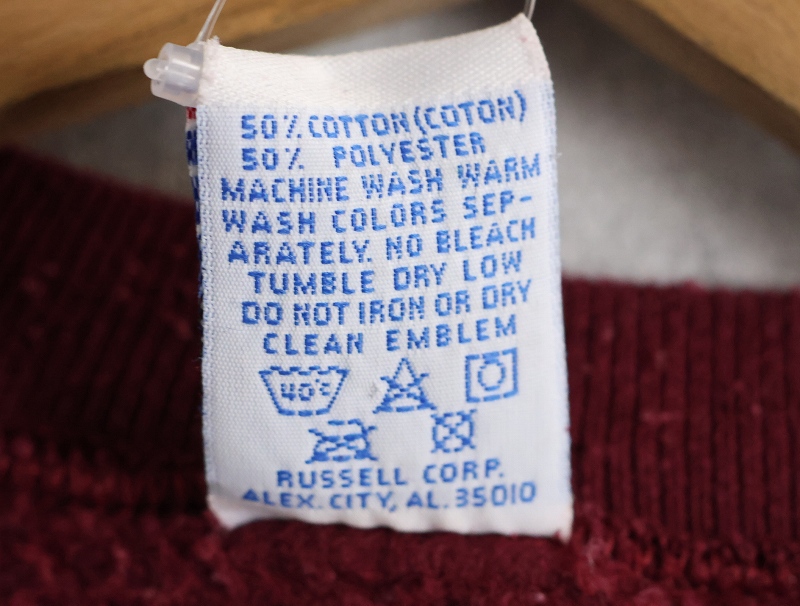 50% COTTON (COTON)
50% POLYESTER
MACHINE WASH WARM
WASH COLORS SEP-
ARATELY. NO BLEACH
TUMBLE DRY LOW
DO NOT IRON OR DRY
CLEAN EMBLEM
40°C
RUSSELL CORP.
ALEX. CITY, AL. 35010